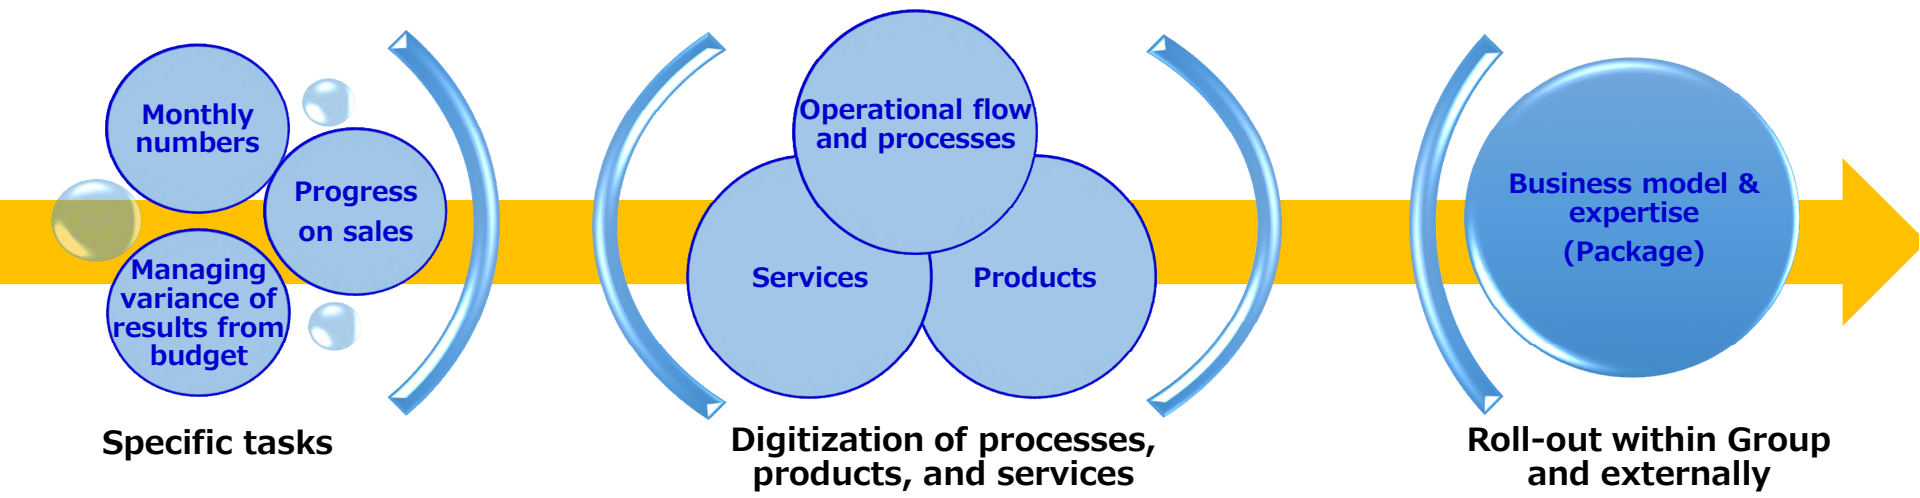 Monthly
numbers
Progress
on sales
Managing
variance of
results from
budget
Specific tasks
Operational flow
and processes
Services
Products
Digitization of processes,
products, and services
Business model &
expertise
(Package)
Roll-out within Group
and externally